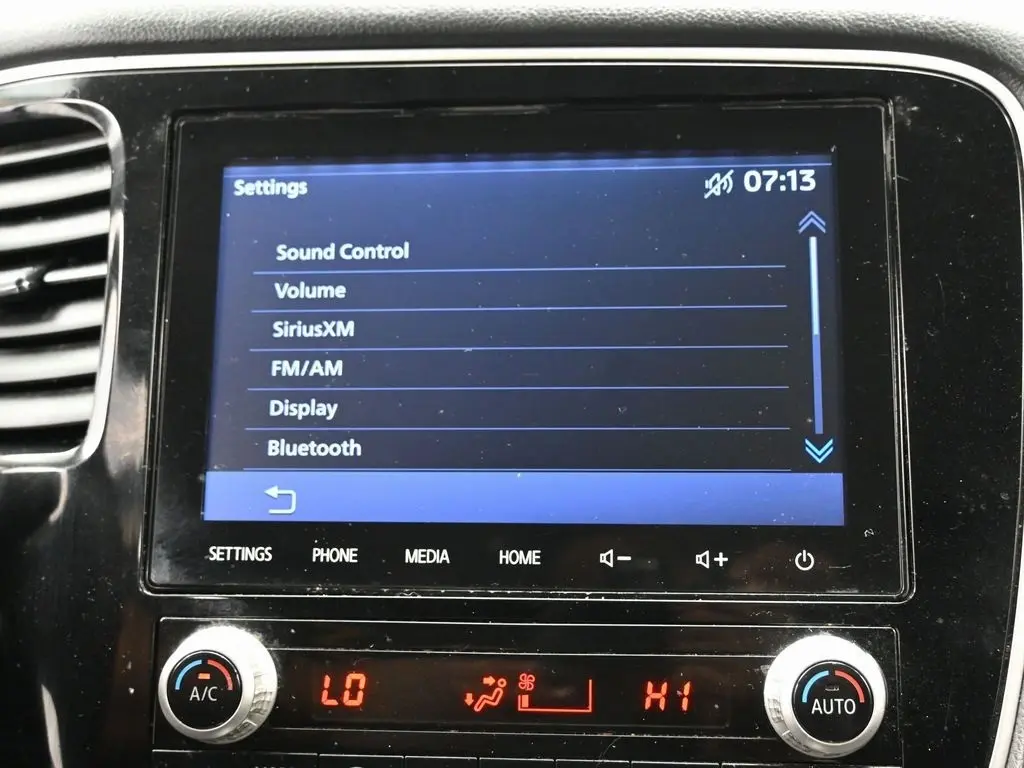 Settings
07:13
Sound Control
Volume
SiriusXM
FM/AM
Display
Bluetooth
SETTINGS PHONE MEDIA HOME
A/C
LO
HI
AUTO